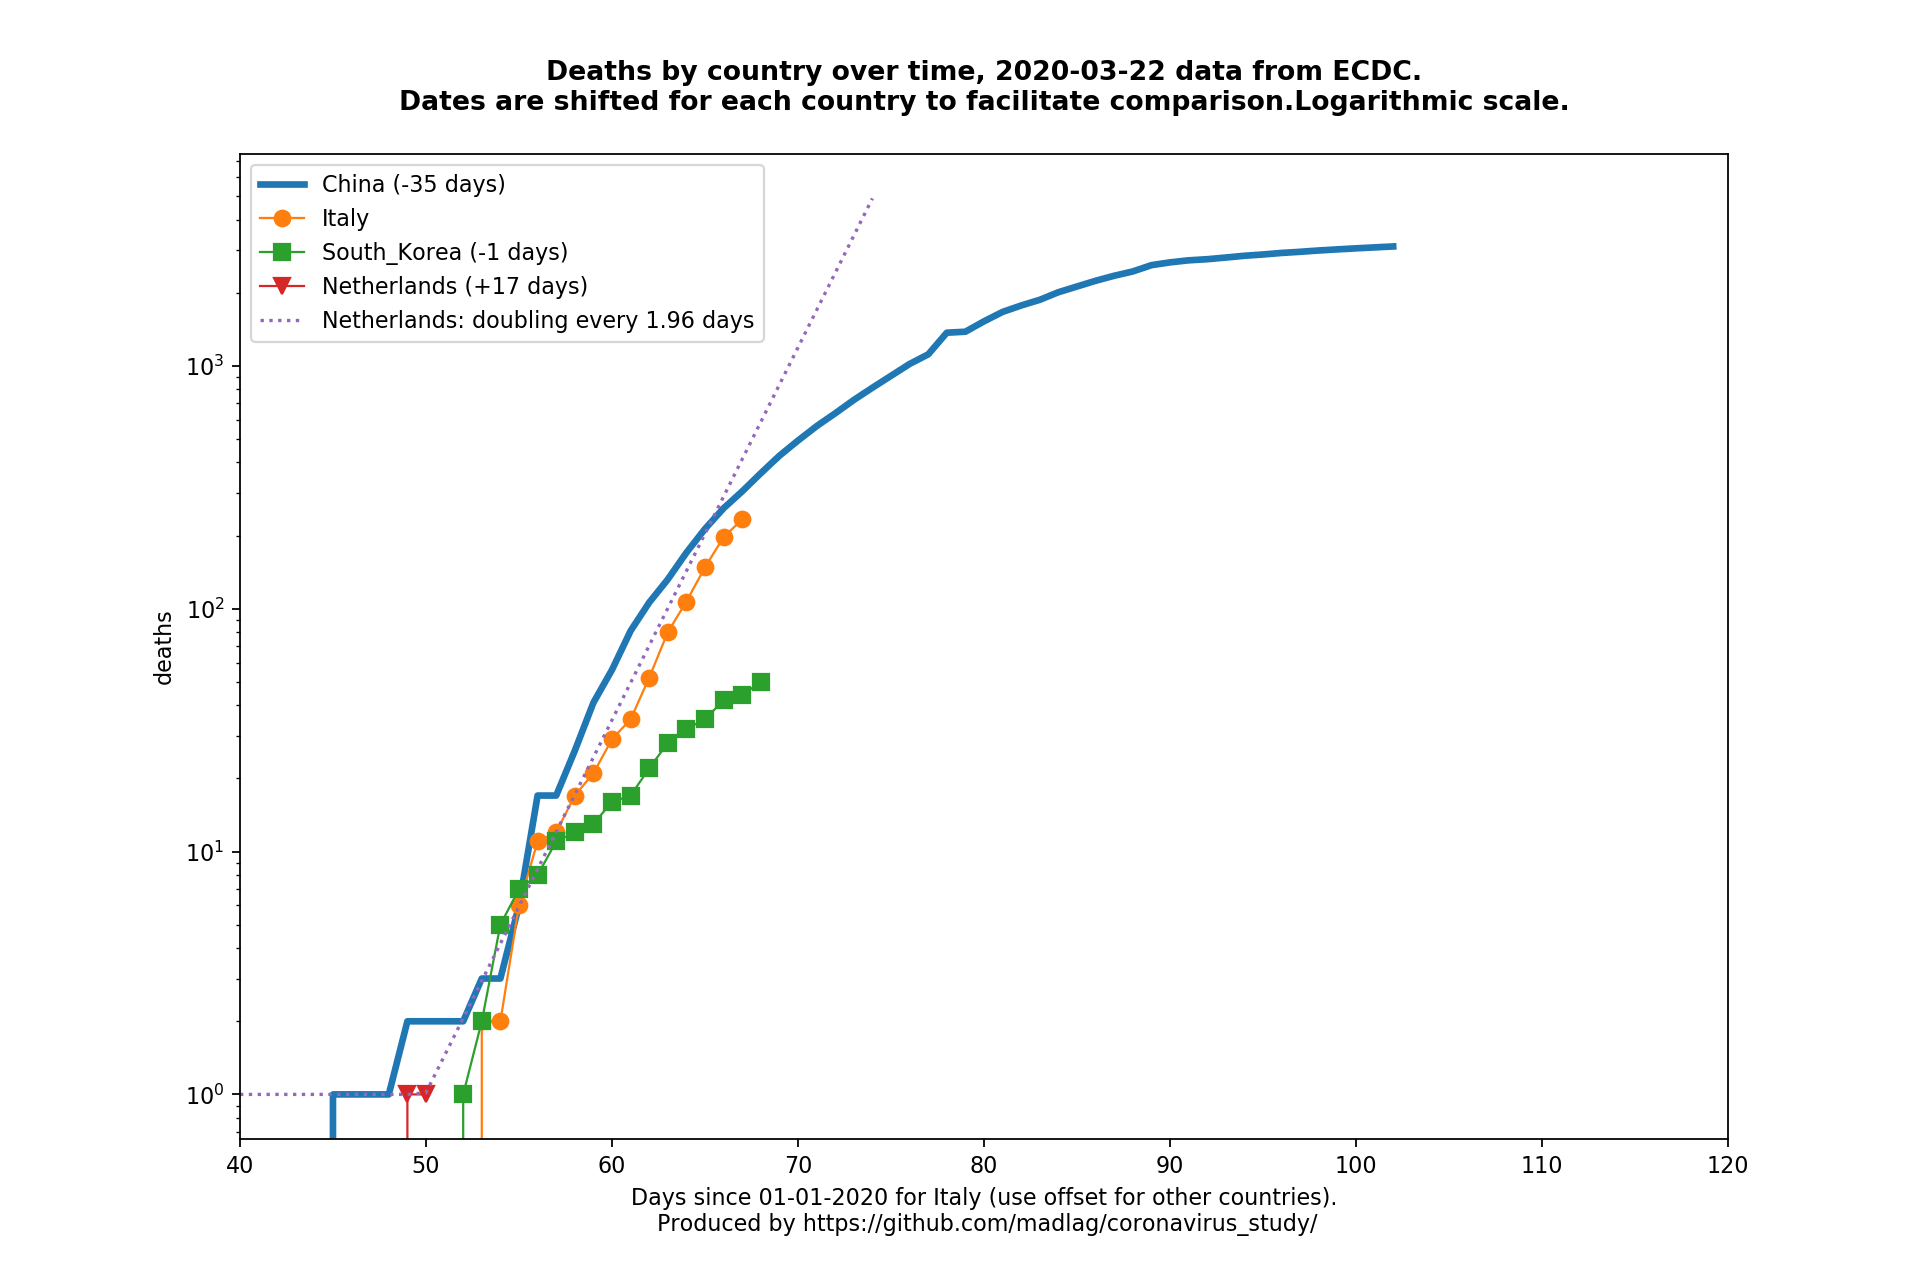 Deaths by country over time, 2020-03-22 data from ECDC.
Dates are shifted for each country to facilitate comparison.Logarithmic scale.
China (-35 days)
Italy
South_Korea (-1 days)
Netherlands (+17 days)
Netherlands: doubling every 1.96 days
10³
10²
10¹
10⁰
deaths
40 50 60 70 80 90 100 110 120
Days since 01-01-2020 for Italy (use offset for other countries).
Produced by https://github.com/madlag/coronavirus_study/